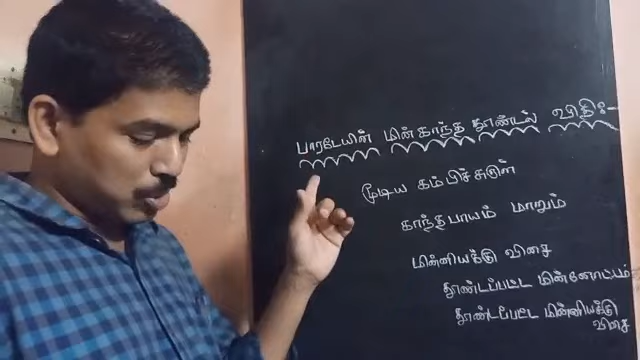 பாரடேயின் மின்காந்த தூண்டல் விதி:-
மூடிய கம்பிச்சுருள்
காந்தபாயம் மாறும்
மின்னியக்கு விசை
தூண்டப்பட்ட மின்னோட்டம்
தூண்டப்பட்ட மின்னியக்கு
விசை